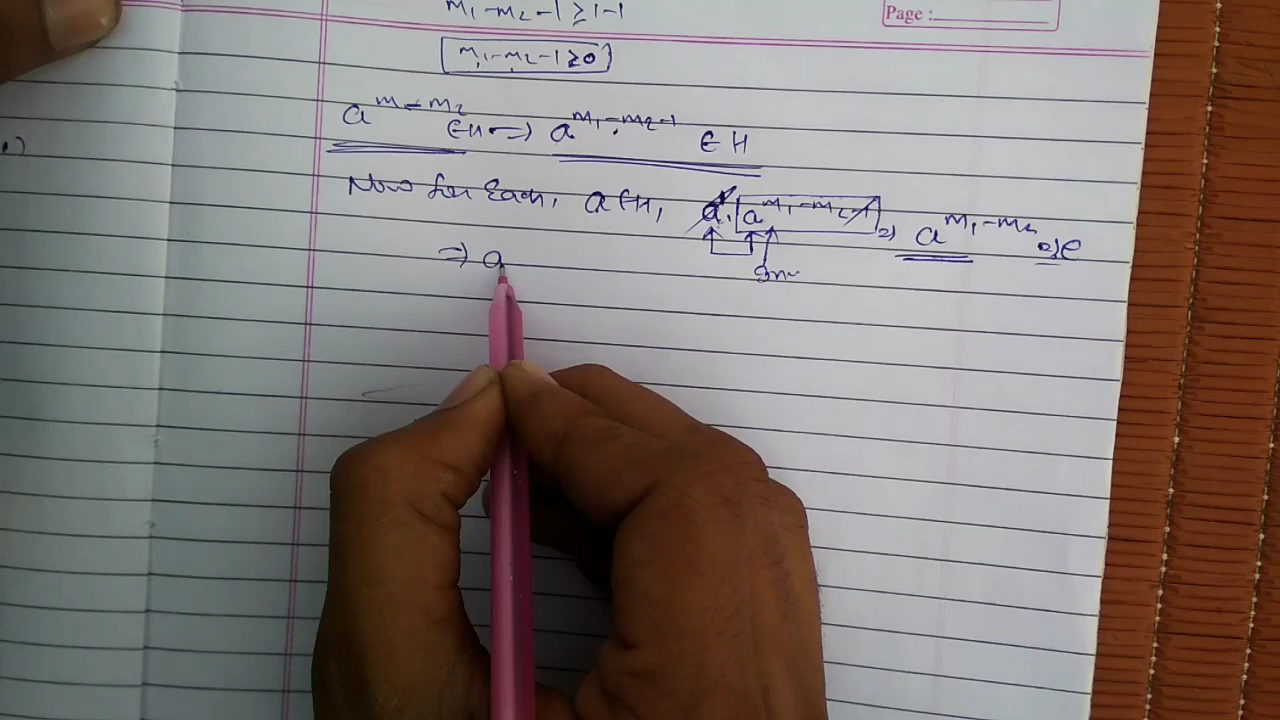 m₁-m₂-1≥1-1
Page :
m₁-m₂-1≥0
a^m-m₂ ∈H => a^m₁-m₂-1 ∈ H
Now for Each, a∈H, a.a^m₁-m₂-1 => a^m₁-m₂ => e
=> a